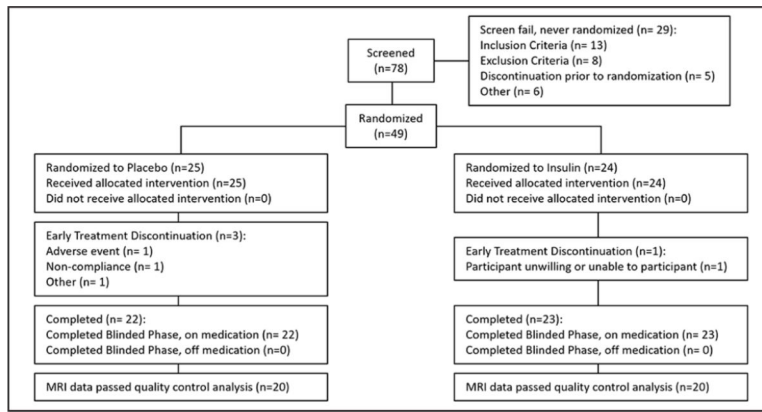 Screened
(n=78)
Screen fail, never randomized (n= 29):
Inclusion Criteria (n= 13)
Exclusion Criteria (n= 8)
Discontinuation prior to randomization (n= 5)
Other (n= 6)
Randomized
(n=49)
Randomized to Placebo (n=25)
Received allocated intervention (n=25)
Did not receive allocated intervention (n=0)
Randomized to Insulin (n=24)
Received allocated intervention (n=24)
Did not receive allocated intervention (n=0)
Early Treatment Discontinuation (n=3):
Adverse event (n= 1)
Non-compliance (n= 1)
Other (n= 1)
Early Treatment Discontinuation (n=1):
Participant unwilling or unable to participant (n=1)
Completed (n= 22):
Completed Blinded Phase, on medication (n= 22)
Completed Blinded Phase, off medication (n=0)
Completed (n=23):
Completed Blinded Phase, on medication (n= 23)
Completed Blinded Phase, off medication (n= 0)
MRI data passed quality control analysis (n=20)
MRI data passed quality control analysis (n=20)